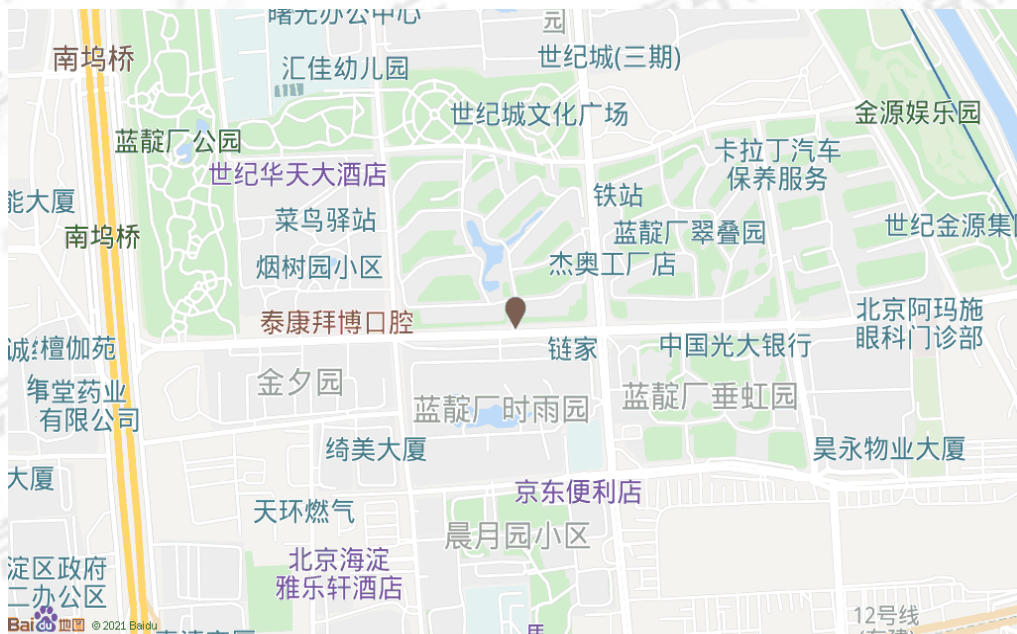 曙光办公中心
园
南坞桥
世纪城(三期)
汇佳幼儿园
世纪城文化广场
金源娱乐园
蓝靛厂公园
卡拉丁汽车
保养服务
世纪华天大酒店
铁站
能大厦
菜鸟驿站
蓝靛厂翠叠园
世纪金源集团
南坞桥
烟树园小区
杰奥工厂店
北京阿玛施
眼科门诊部
泰康拜博口腔
檀伽苑
链家
中国光大银行
金夕园
堂药业
有限公司
蓝靛厂时雨园
蓝靛厂垂虹园
绮美大厦
昊永物业大厦
大厦
京东便利店
天环燃气
晨月园小区
北京海淀
雅乐轩酒店
淀区政府
二办公区
12号线
(在建)
Bai du 地图 © 2021 Baidu